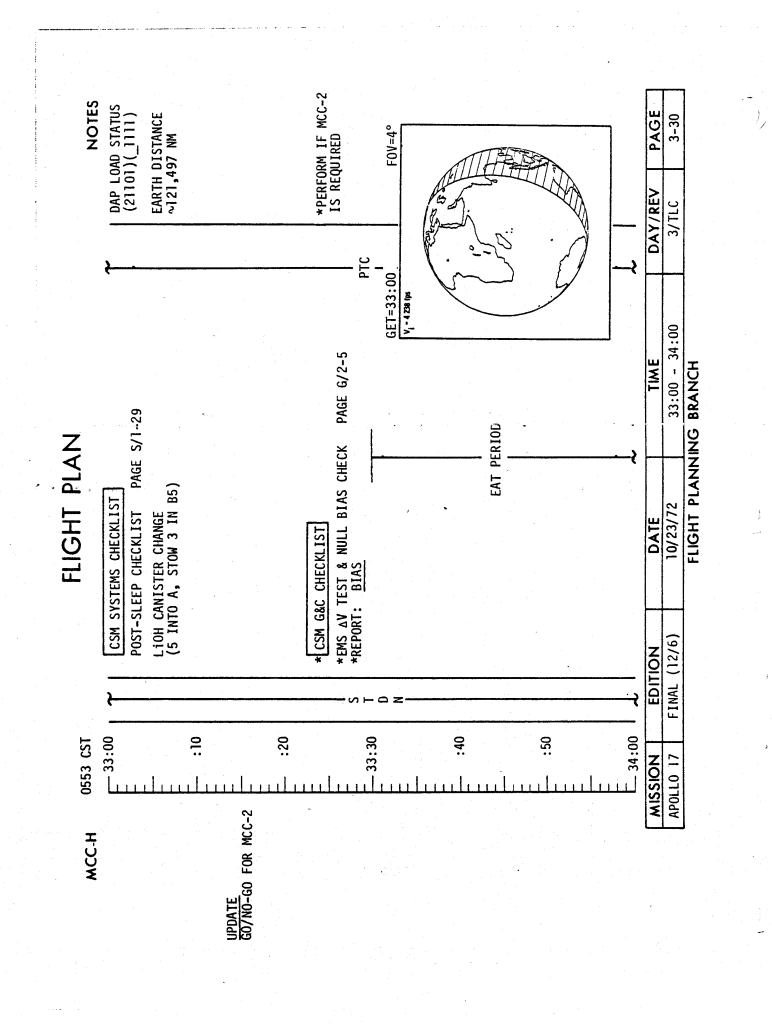 FLIGHT PLAN
MCC-H
0553 CST
NOTES
33:00
:10
:20
33:30
:40
:50
34:00
UPDATE
GO/NO-GO FOR MCC-2
S
T
D
N
CSM SYSTEMS CHECKLIST
POST-SLEEP CHECKLIST PAGE S/1-29
LiOH CANISTER CHANGE
(5 INTO A, STOW 3 IN B5)
* CSM G&C CHECKLIST
*EMS ΔV TEST & NULL BIAS CHECK PAGE G/2-5
*REPORT: BIAS
EAT PERIOD
PTC
DAP LOAD STATUS
(21101)(_1111)
EARTH DISTANCE
~121,497 NM
*PERFORM IF MCC-2
IS REQUIRED
GET=33:00
FOV=4°
Vi - 4238 fps
MISSION EDITION DATE TIME DAY/REV PAGE
APOLLO 17 FINAL (12/6) 10/23/72 33:00 - 34:00 3/TLC 3-30
FLIGHT PLANNING BRANCH